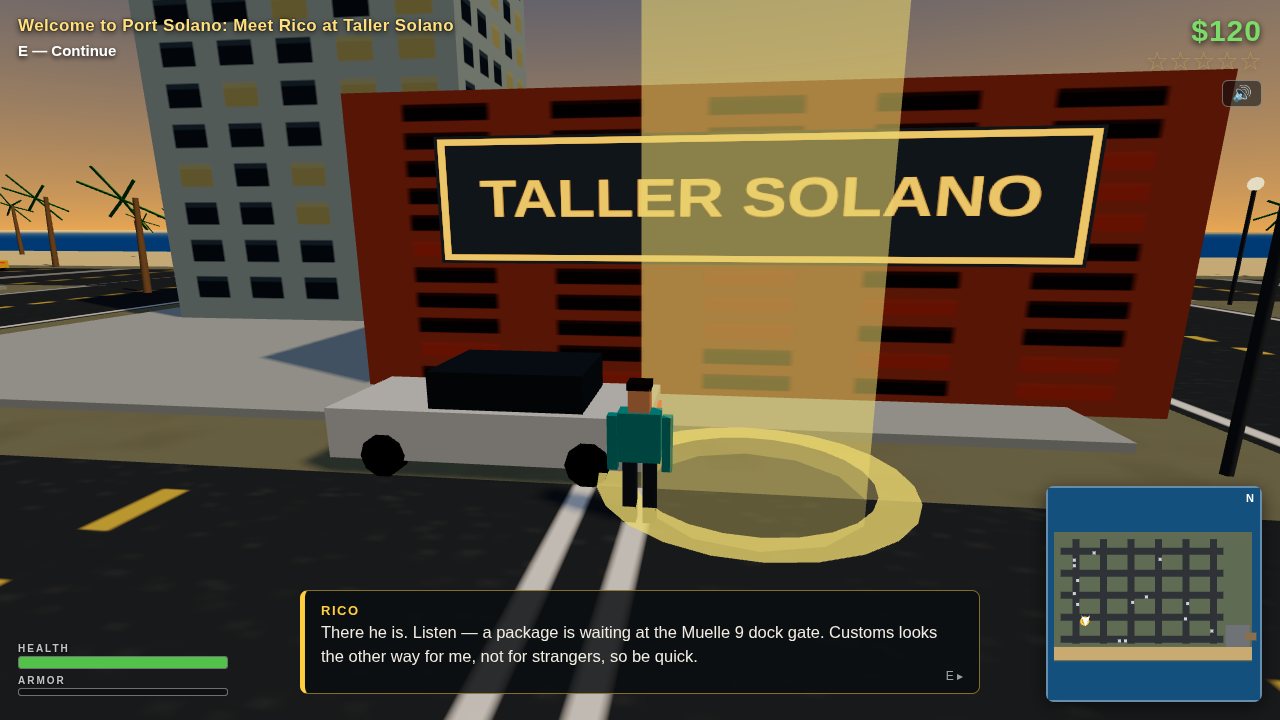 Welcome to Port Solano: Meet Rico at Taller Solano
E — Continue
$120
TALLER SOLANO
N
RICO
There he is. Listen — a package is waiting at the Muelle 9 dock gate. Customs looks
the other way for me, not for strangers, so be quick.
E ▸
HEALTH
ARMOR